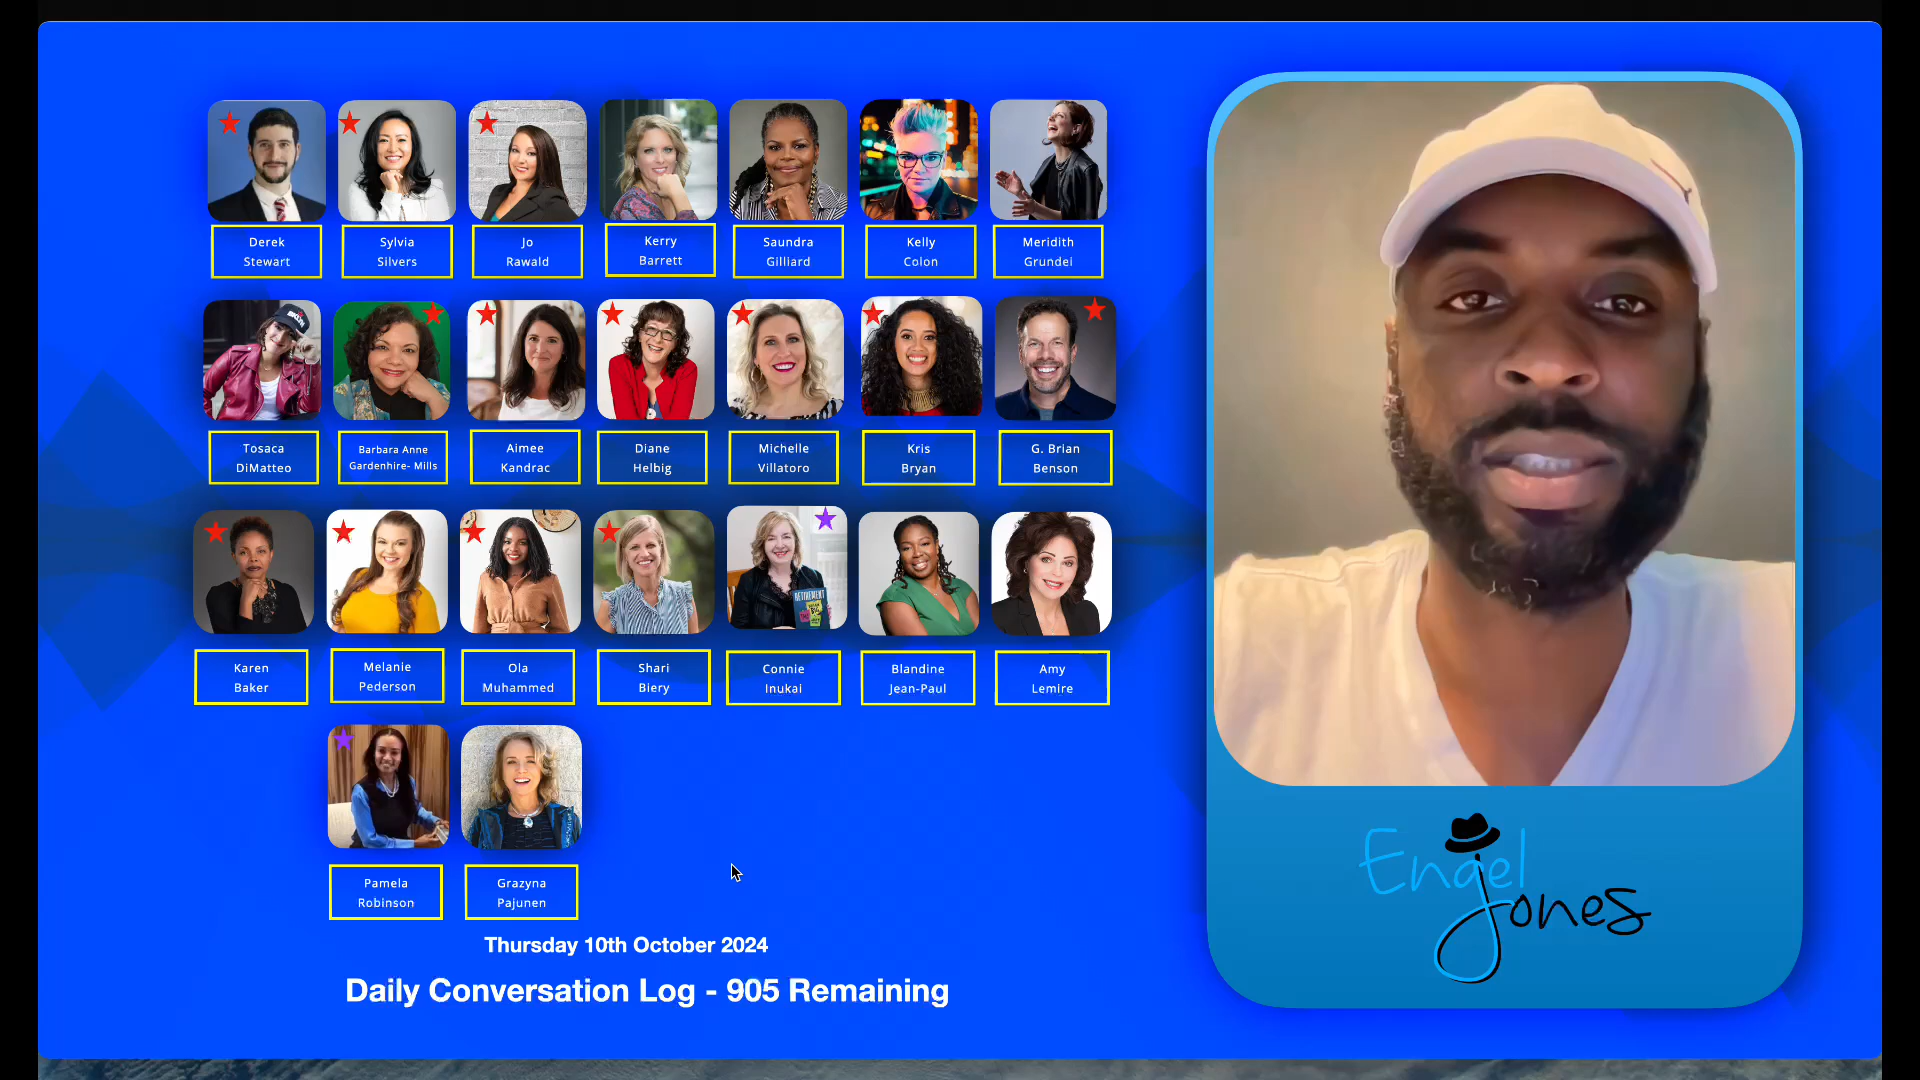 Derek
Stewart
Sylvia
Silvers
Jo
Rawald
Kerry
Barrett
Saundra
Gilliard
Kelly
Colon
Meridith
Grundei
Tosaca
DiMatteo
Barbara Anne
Gardenhire- Mills
Aimee
Kandrac
Diane
Helbig
Michelle
Villatoro
Kris
Bryan
G. Brian
Benson
RETIREMENT
Karen
Baker
Melanie
Pederson
Ola
Muhammed
Shari
Biery
Connie
Inukai
Blandine
Jean-Paul
Amy
Lemire
Pamela
Robinson
Grazyna
Pajunen
Thursday 10th October 2024
Daily Conversation Log - 905 Remaining
Engel
Jones